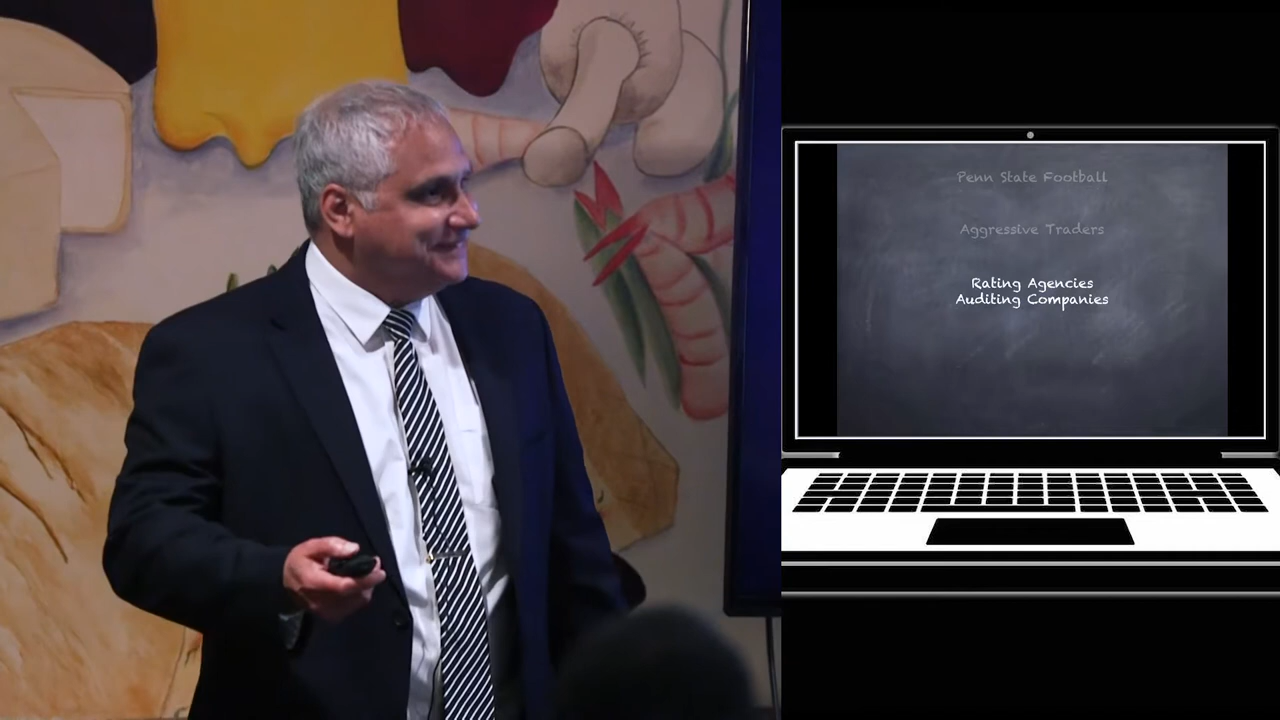 Penn State Football
Aggressive Traders
Rating Agencies
Auditing Companies